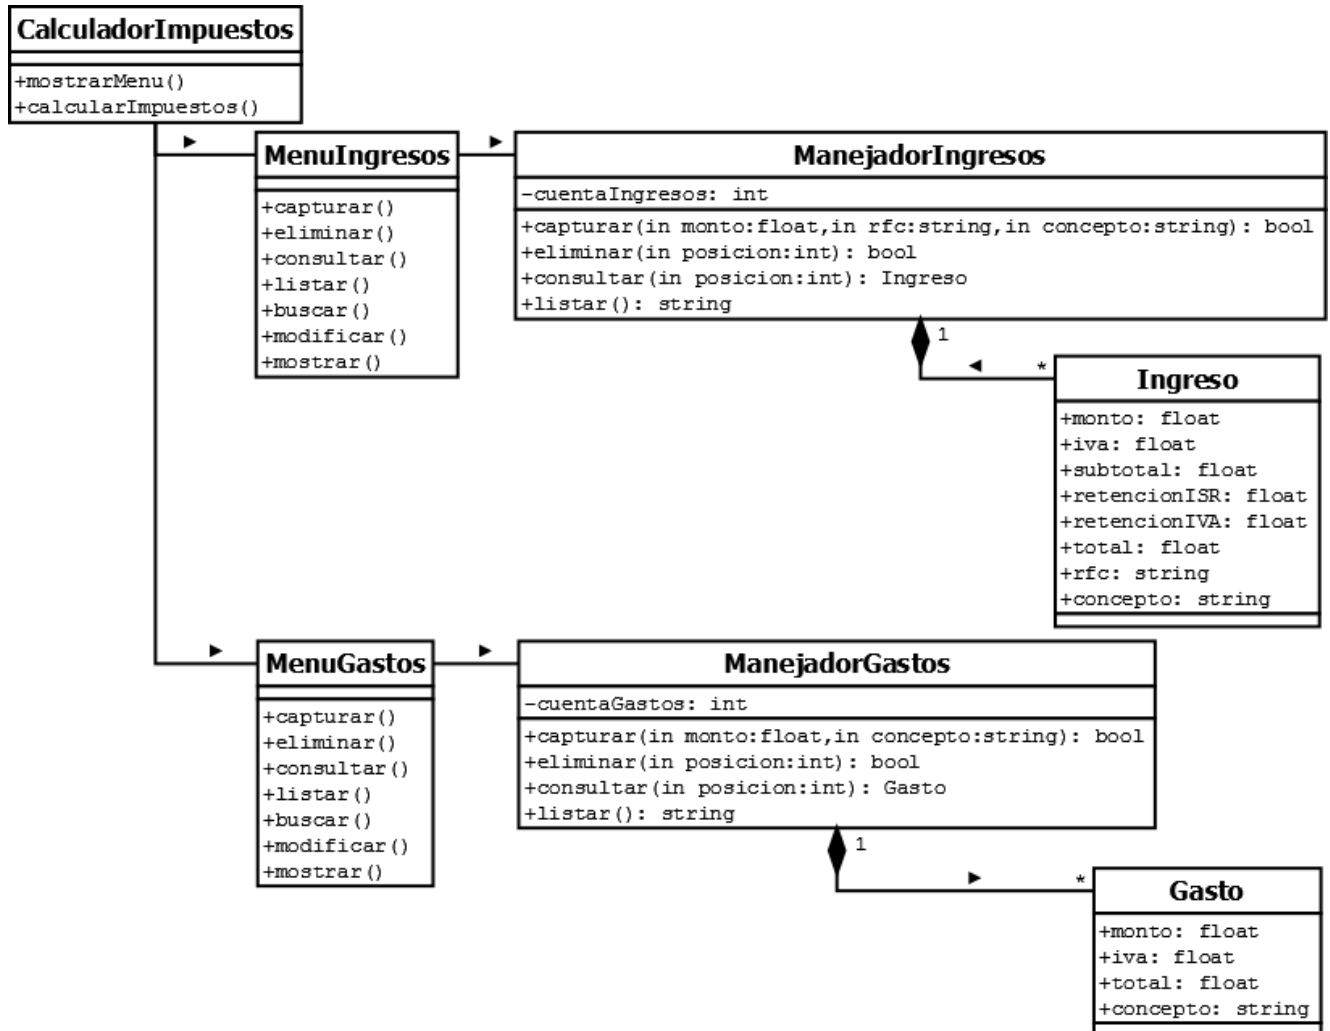 CalculadorImpuestos
+mostrarMenu()
+calcularImpuestos()
MenuIngresos
+capturar()
+eliminar()
+consultar()
+listar()
+buscar()
+modificar()
+mostrar()
ManejadorIngresos
-cuentaIngresos: int
+capturar(in monto:float,in rfc:string,in concepto:string): bool
+eliminar(in posicion:int): bool
+consultar(in posicion:int): Ingreso
+listar(): string
1
*
Ingreso
+monto: float
+iva: float
+subtotal: float
+retencionISR: float
+retencionIVA: float
+total: float
+rfc: string
+concepto: string
MenuGastos
+capturar()
+eliminar()
+consultar()
+listar()
+buscar()
+modificar()
+mostrar()
ManejadorGastos
-cuentaGastos: int
+capturar(in monto:float,in concepto:string): bool
+eliminar(in posicion:int): bool
+consultar(in posicion:int): Gasto
+listar(): string
1
*
Gasto
+monto: float
+iva: float
+total: float
+concepto: string